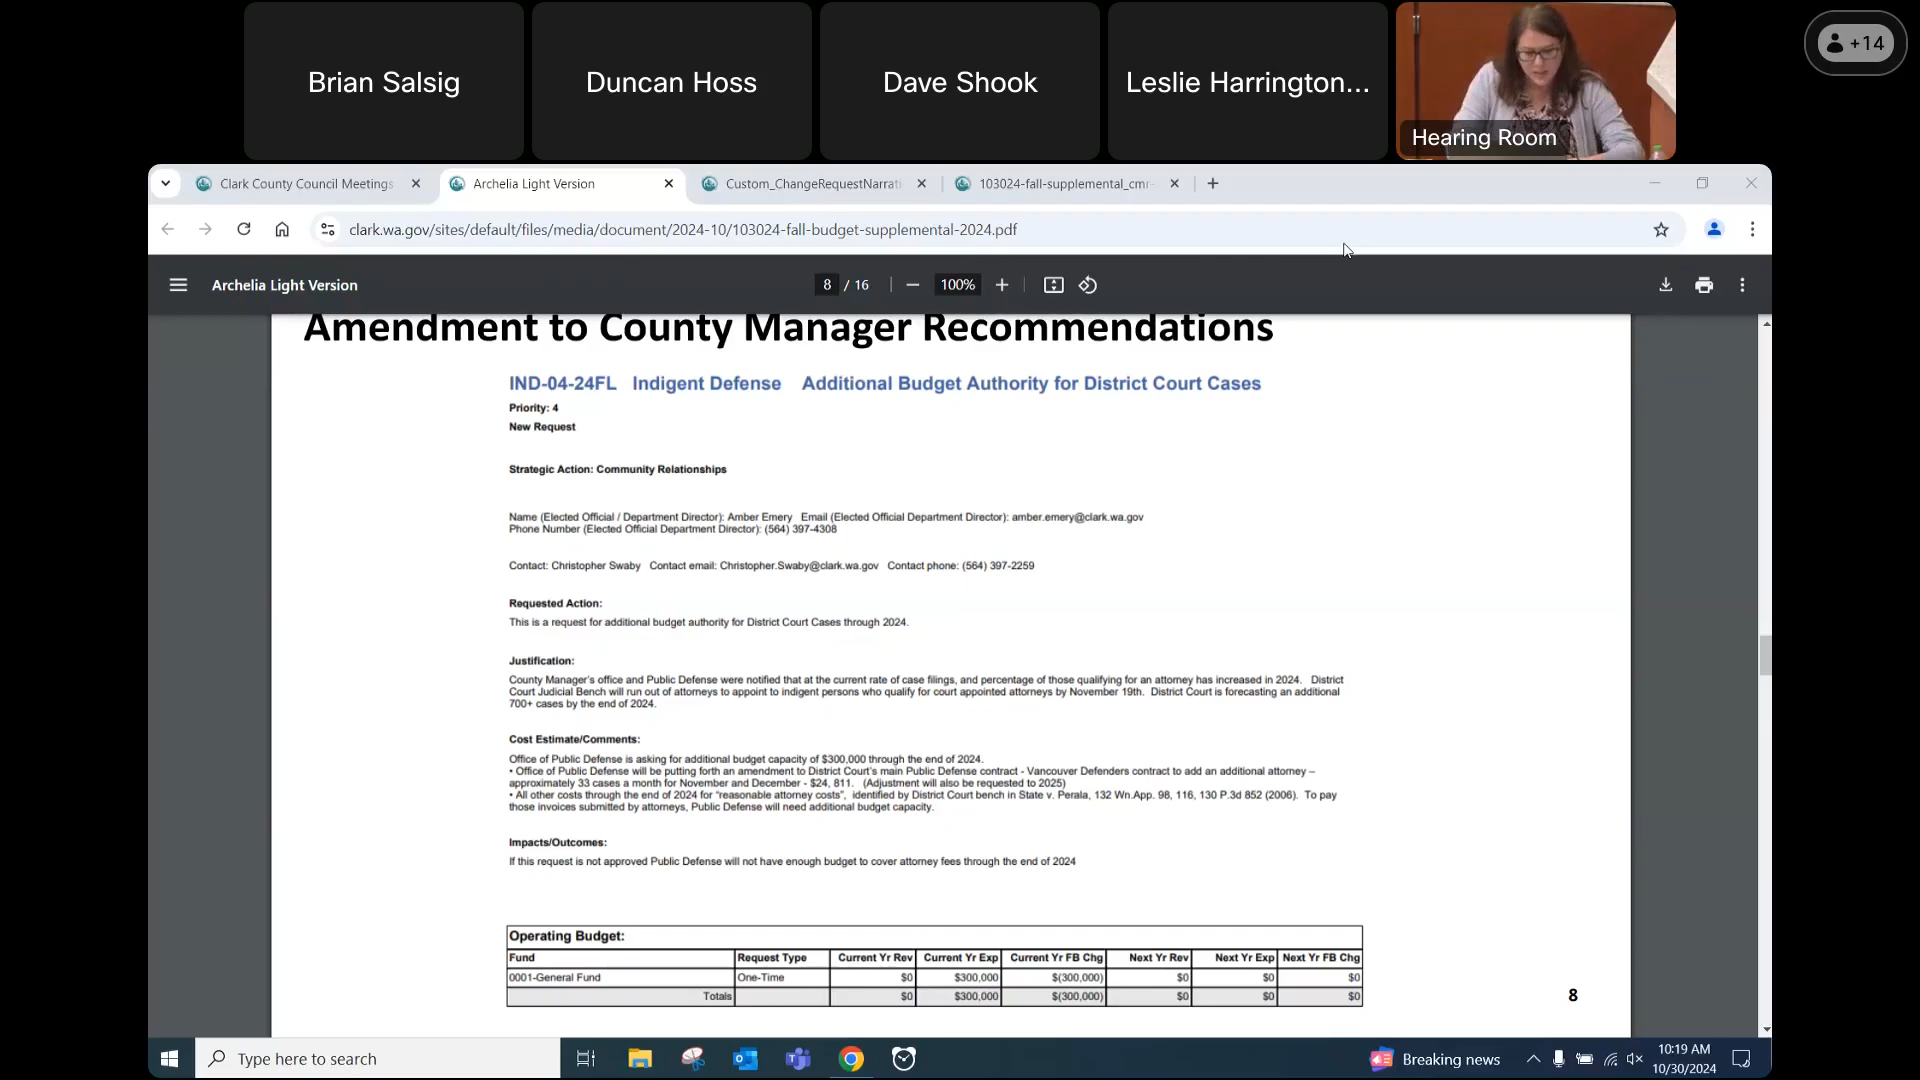 Brian Salsig
Duncan Hoss
Dave Shook
Leslie Harrington...
Hearing Room
+14
Clark County Council Meetings
Archelia Light Version
Custom_ChangeRequestNarrati
103024-fall-supplemental_cmr-
clark.wa.gov/sites/default/files/media/document/2024-10/103024-fall-budget-supplemental-2024.pdf
Archelia Light Version
8 / 16
100%
Amendment to County Manager Recommendations
IND-04-24FL Indigent Defense Additional Budget Authority for District Court Cases
Priority: 4
New Request
Strategic Action: Community Relationships
Name (Elected Official / Department Director): Amber Emery Email (Elected Official Department Director): amber.emery@clark.wa.gov
Phone Number (Elected Official Department Director): (564) 397-4308
Contact: Christopher Swaby Contact email: Christopher.Swaby@clark.wa.gov Contact phone: (564) 397-2259
Requested Action:
This is a request for additional budget authority for District Court Cases through 2024.
Justification:
County Manager's office and Public Defense were notified that at the current rate of case filings, and percentage of those qualifying for an attorney has increased in 2024. District
Court Judicial Bench will run out of attorneys to appoint to indigent persons who qualify for court appointed attorneys by November 19th. District Court is forecasting an additional
700+ cases by the end of 2024.
Cost Estimate/Comments:
Office of Public Defense is asking for additional budget capacity of $300,000 through the end of 2024.
• Office of Public Defense will be putting forth an amendment to District Court's main Public Defense contract - Vancouver Defenders contract to add an additional attorney –
approximately 33 cases a month for November and December - $24, 811. (Adjustment will also be requested to 2025)
• All other costs through the end of 2024 for "reasonable attorney costs", identified by District Court bench in State v. Perala, 132 Wn.App. 98, 116, 130 P.3d 852 (2006). To pay
those invoices submitted by attorneys, Public Defense will need additional budget capacity.
Impacts/Outcomes:
If this request is not approved Public Defense will not have enough budget to cover attorney fees through the end of 2024
Operating Budget:
Fund Request Type Current Yr Rev Current Yr Exp Current Yr FB Chg Next Yr Rev Next Yr Exp Next Yr FB Chg
0001-General Fund One-Time $0 $300,000 $(300,000) $0 $0 $0
Totals $0 $300,000 $(300,000) $0 $0 $0
8
Type here to search
Breaking news
10:19 AM
10/30/2024